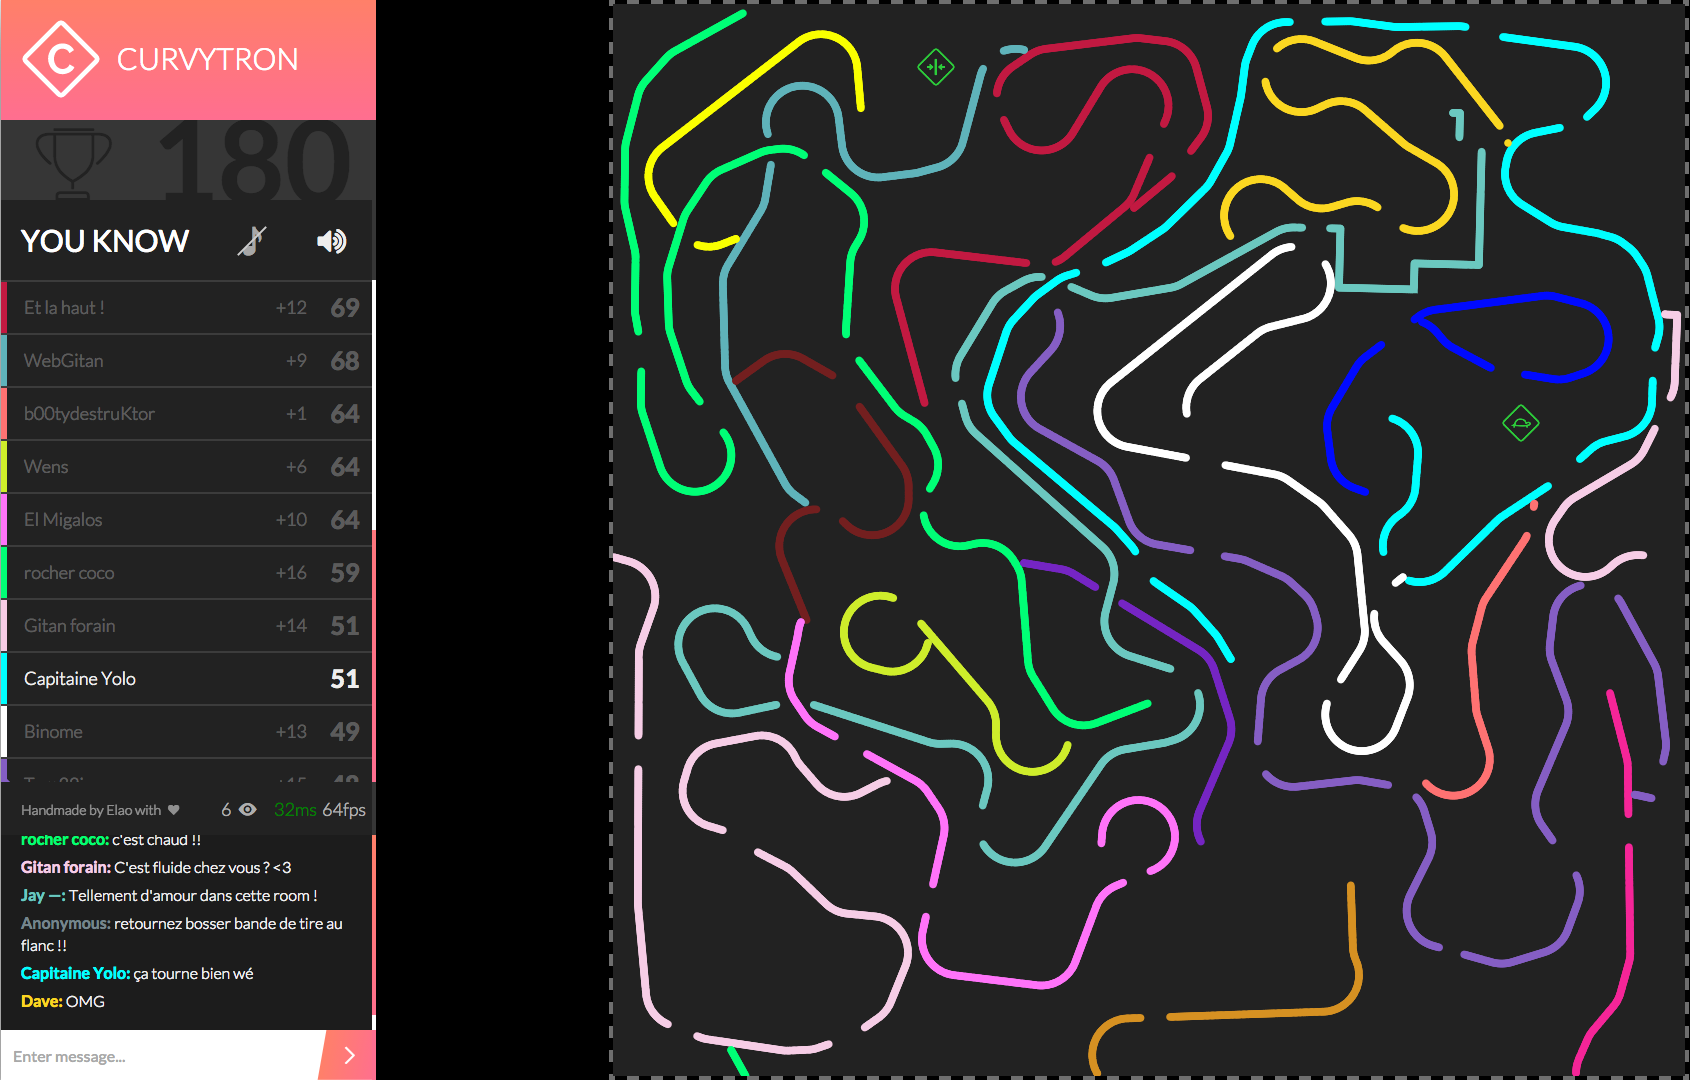 C CURVYTRON
180
YOU KNOW
Et la haut ! +12 69
WebGitan +9 68
b00tydestruKtor +1 64
Wens +6 64
El Migalos +10 64
rocher coco +16 59
Gitan forain +14 51
Capitaine Yolo 51
Binome +13 49
Handmade by Elao with ♥ 6 32ms 64fps
rocher coco: c'est chaud !!
Gitan forain: C'est fluide chez vous ? <3
Jay —: Tellement d'amour dans cette room !
Anonymous: retournez bosser bande de tire au
flanc !!
Capitaine Yolo: ça tourne bien wé
Dave: OMG
Enter message...